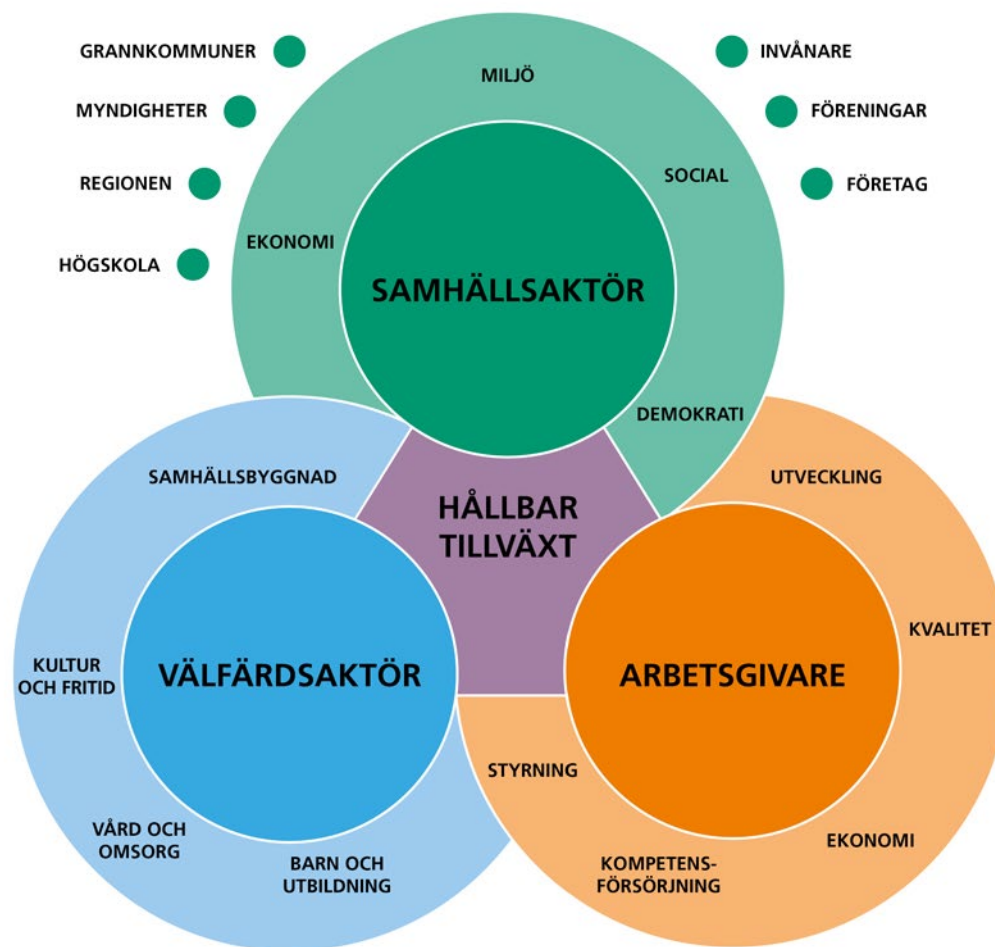 GRANNKOMMUNER
INVÅNARE
MILJÖ
MYNDIGHETER
FÖRENINGAR
SOCIAL
REGIONEN
FÖRETAG
EKONOMI
HÖGSKOLA
SAMHÄLLSAKTÖR
DEMOKRATI
SAMHÄLLSBYGGNAD
UTVECKLING
HÅLLBAR
TILLVÄXT
KVALITET
KULTUR
OCH FRITID
VÄLFÄRDSAKTÖR
ARBETSGIVARE
STYRNING
VÅRD OCH
OMSORG
EKONOMI
BARN OCH
UTBILDNING
KOMPETENS-
FÖRSÖRJNING